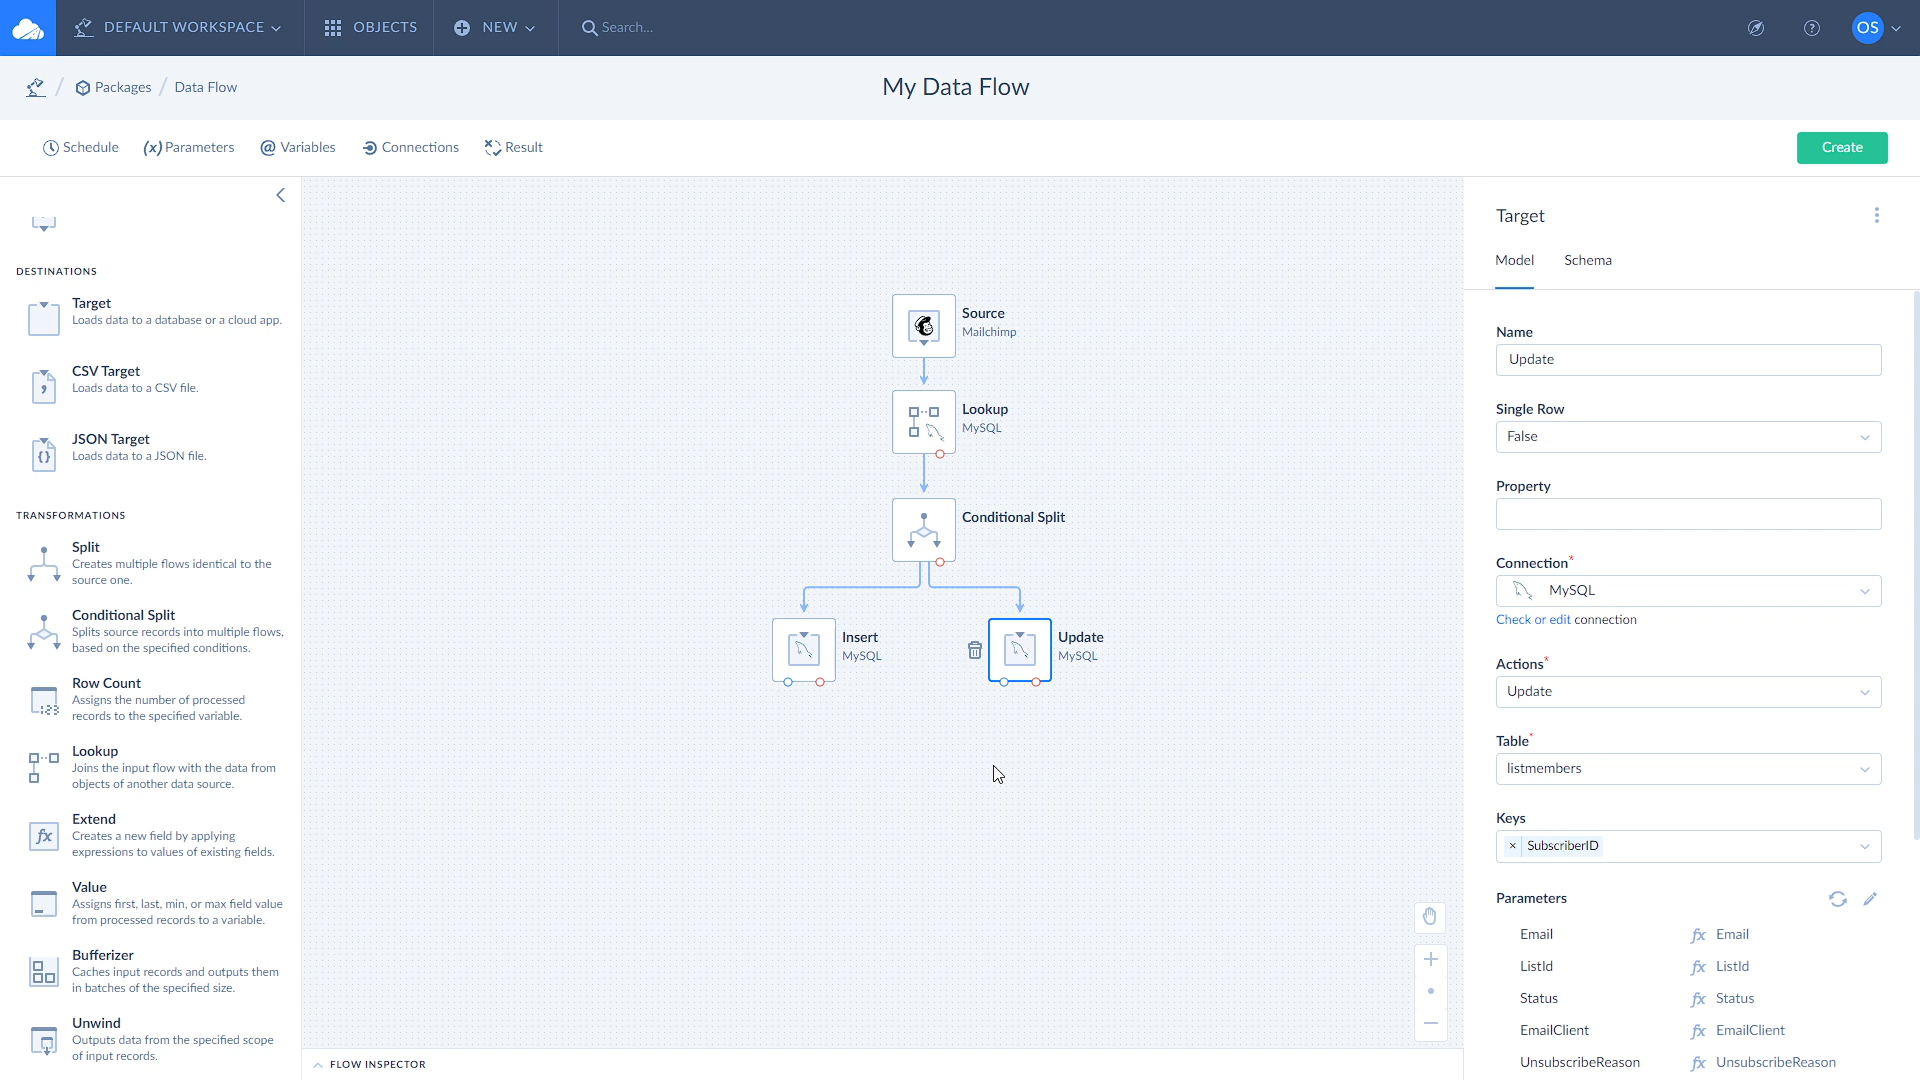 DEFAULT WORKSPACE
OBJECTS
NEW
Search...
OS
Packages
Data Flow
My Data Flow
Schedule
(x) Parameters
@ Variables
Connections
Result
Create
DESTINATIONS
Target
Loads data to a database or a cloud app.
CSV Target
Loads data to a CSV file.
JSON Target
Loads data to a JSON file.
TRANSFORMATIONS
Split
Creates multiple flows identical to the
source one.
Conditional Split
Splits source records into multiple flows,
based on the specified conditions.
Row Count
Assigns the number of processed
records to the specified variable.
Lookup
Joins the input flow with the data from
objects of another data source.
fx
Extend
Creates a new field by applying
expressions to values of existing fields.
Value
Assigns first, last, min, or max field value
from processed records to a variable.
Bufferizer
Caches input records and outputs them
in batches of the specified size.
Unwind
Outputs data from the specified scope
of input records.
Source
Mailchimp
Lookup
MySQL
Conditional Split
Insert
MySQL
Update
MySQL
FLOW INSPECTOR
Target
Model
Schema
Name
Update
Single Row
False
Property
Connection*
MySQL
Check or edit connection
Actions*
Update
Table*
listmembers
Keys
× SubscriberID
Parameters
Email
fx Email
ListId
fx ListId
Status
fx Status
EmailClient
fx EmailClient
UnsubscribeReason
fx UnsubscribeReason